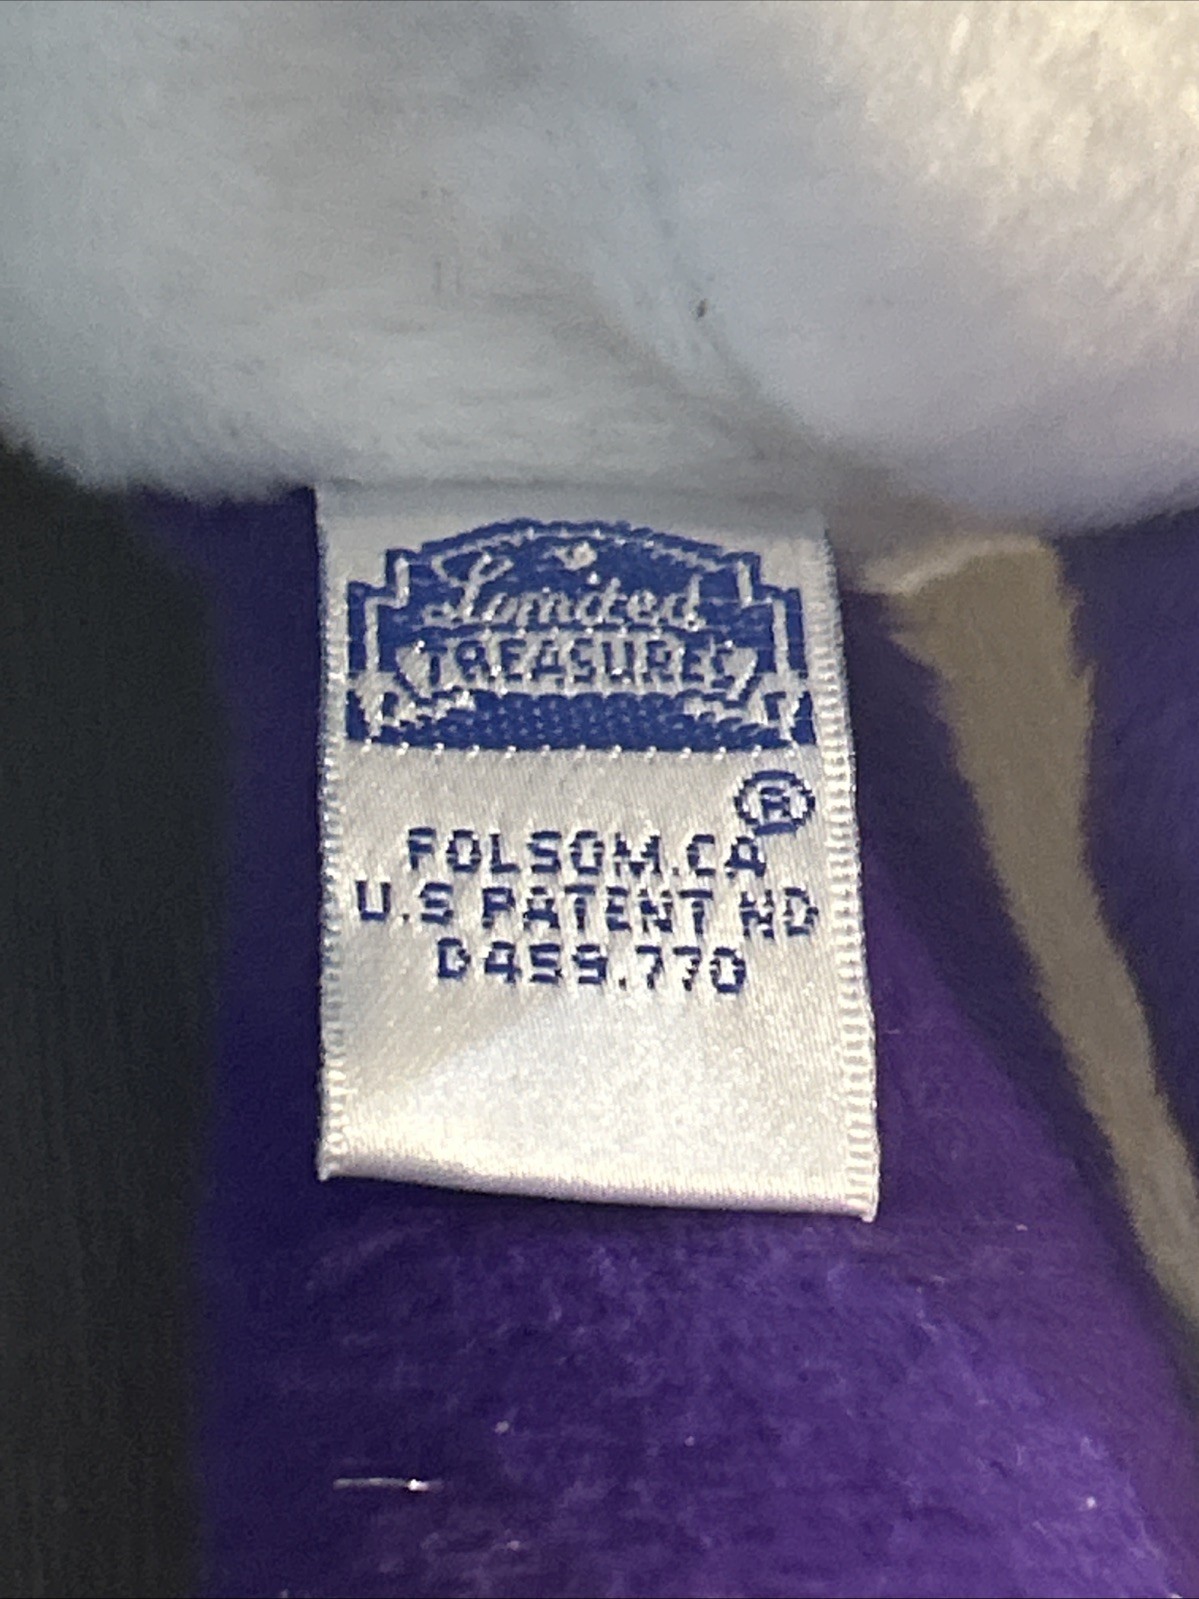 Limited
TREASURES
®
FOLSOM.CA
U.S PATENT NO
D459.770